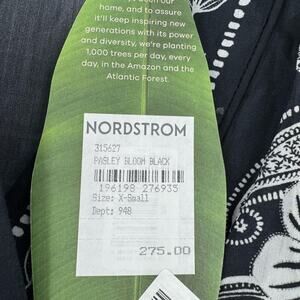 home, and to assure
it'll keep inspiring new
generations with its power
and diversity, we're planting
1,000 trees per day, every
day, in the Amazon and the
Atlantic Forest.
NORDSTROM
315627
PASLEY BLOOM BLACK
196198 276935
Size: X-Small
Dept: 948
275.00